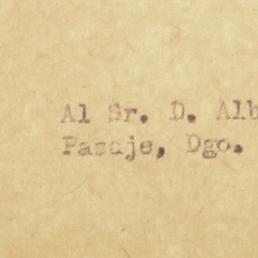 Al Sr. D. Alb
Pasaje, Dgo.